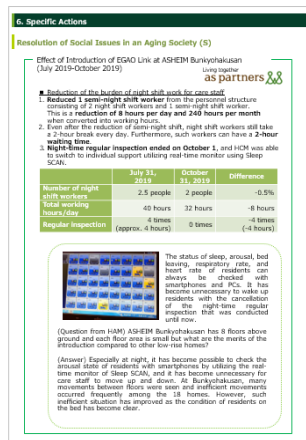 6. Specific Actions
Resolution of Social Issues in an Aging Society (5)
Effect of Introduction of EGAO Link at ASHEIM Bunkyohakusan
(July 2019-October 2019)
Living together
as partners
■ Reduction of the burden of night shift work for care staff
1. Reduced 1 semi-night shift worker from the personnel structure
consisting of 2 night shift workers and 1 semi-night shift worker.
This is a reduction of 8 hours per day and 240 hours per month
when converted into working hours.
2. Even after the reduction of semi-night shift, night shift workers still take
a 2-hour break every day. Furthermore, such workers can have a 2-hour
waiting time.
3. Night-time regular inspection ended on October 1, and HCM was able
to switch to individual support utilizing real-time monitor using Sleep
SCAN.
July 31, 2019
October 31, 2019
Difference
Number of night shift workers
2.5 people
2 people
-0.5%
Total working hours/day
40 hours
32 hours
-8 hours
Regular inspection
4 times (approx. 4 hours)
0 times
-4 times (-4 hours)
The status of sleep, arousal, bed
leaving, respiratory rate, and
heart rate of residents can
always be checked with
smartphones and PCs. It has
become unnecessary to wake up
residents with the cancellation
of the night-time regular
inspection that was conducted
until now.
(Question from HAM) ASHEIM Bunkyohakusan has 8 floors above
ground and each floor area is small but what are the merits of the
introduction compared to other low-rise homes?
(Answer) Especially at night, it has become possible to check the
arousal state of residents with smartphones by utilizing the real-
time monitor of Sleep SCAN, and it has become unnecessary for
care staff to move up and down. At Bunkyohakusan, many
movements between floors were seen and inefficient movements
occurred frequently among the 18 homes. However, such
inefficient situation has improved as the condition of residents on
the bed has become clear.